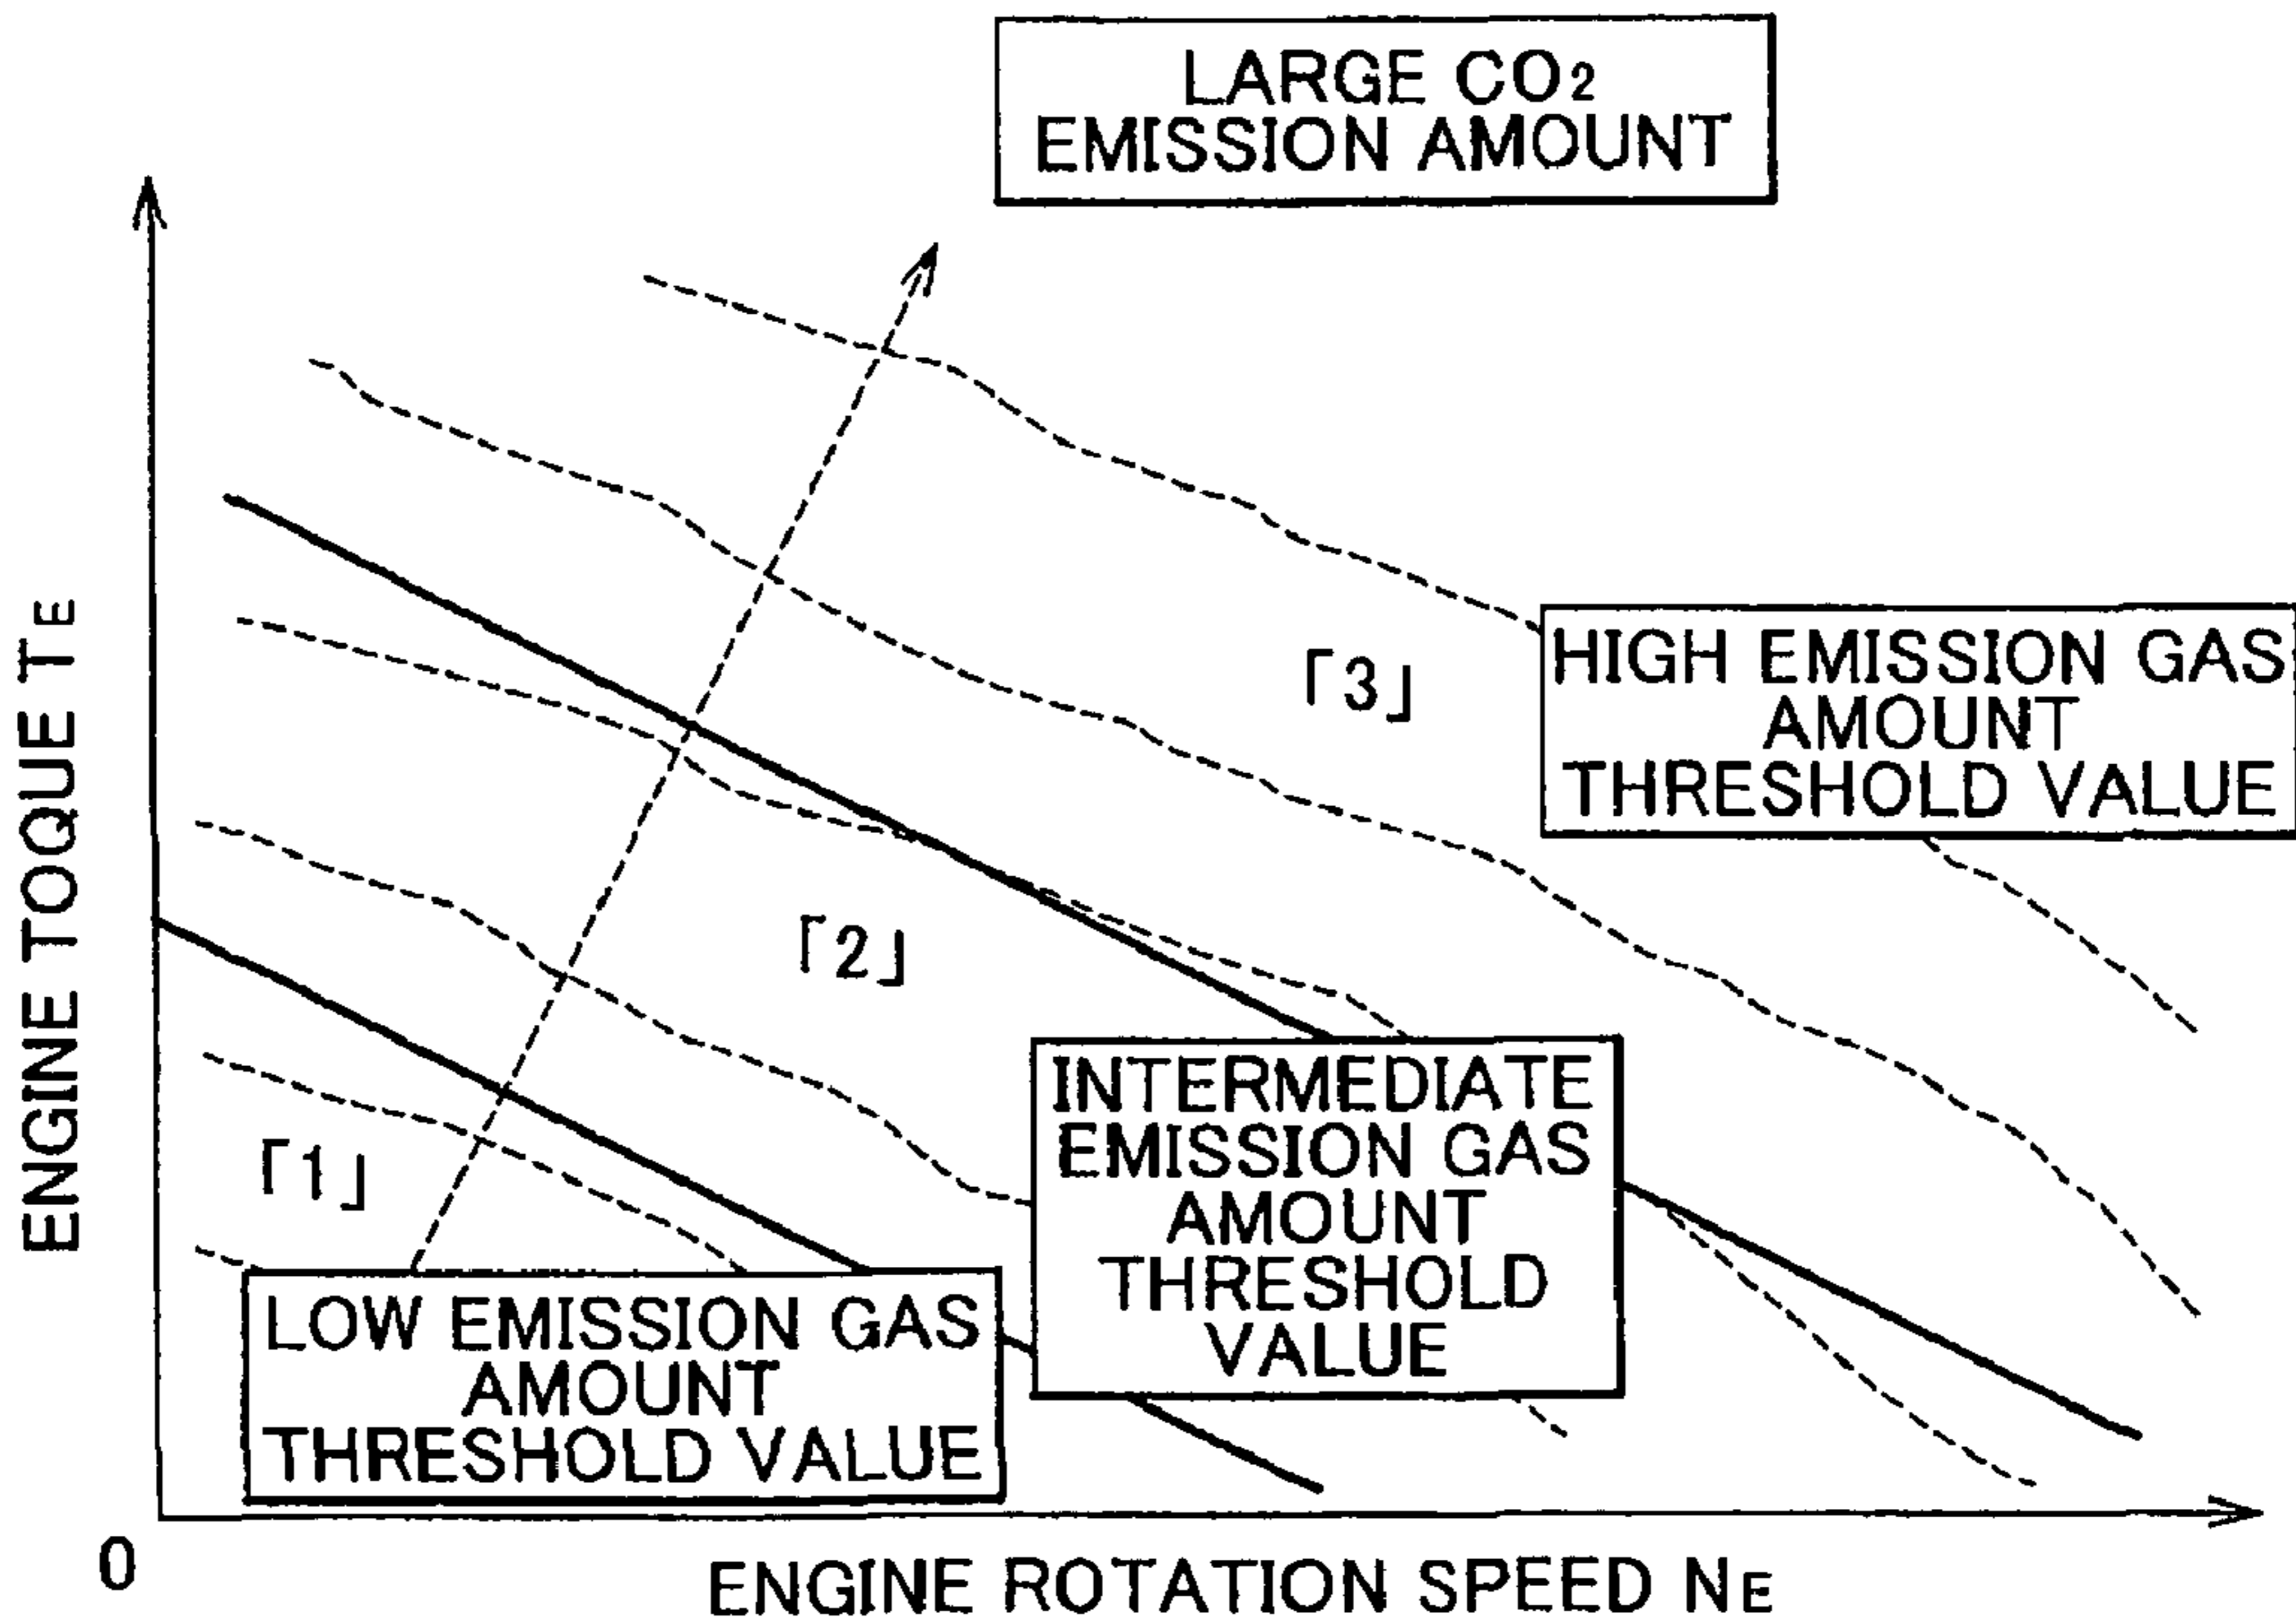 LARGE CO2
EMISSION AMOUNT
ENGINE TOQUE TE
「3」
HIGH EMISSION GAS
AMOUNT
THRESHOLD VALUE
「2」
INTERMEDIATE
EMISSION GAS
AMOUNT
THRESHOLD
VALUE
「1」
LOW EMISSION GAS
AMOUNT
THRESHOLD VALUE
0
ENGINE ROTATION SPEED NE